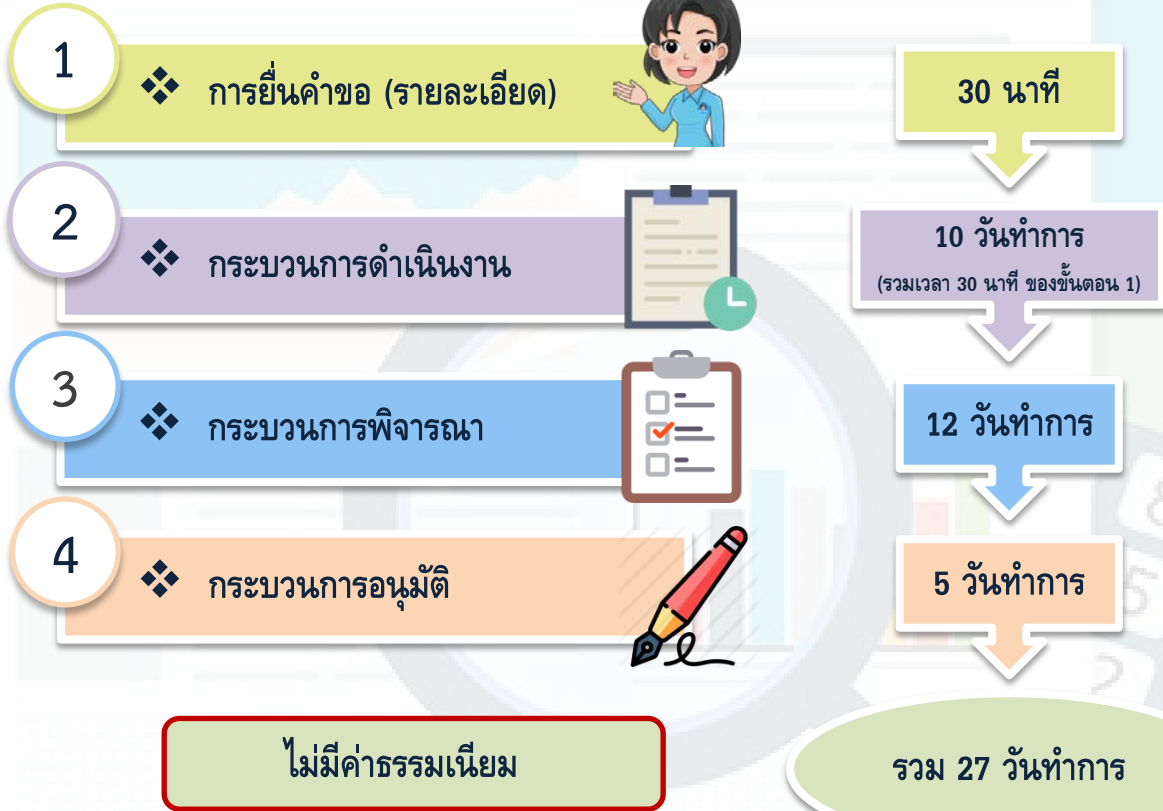 1
❖ การยื่นคำขอ (รายละเอียด)
30 นาที
2
❖ กระบวนการดำเนินงาน
10 วันทำการ
(รวมเวลา 30 นาที ของขั้นตอน 1)
3
❖ กระบวนการพิจารณา
12 วันทำการ
4
❖ กระบวนการอนุมัติ
5 วันทำการ
ไม่มีค่าธรรมเนียม
รวม 27 วันทำการ